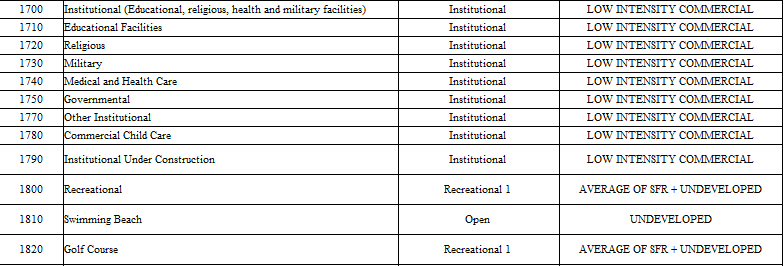 1700 Institutional (Educational, religious, health and military facilities) Institutional LOW INTENSITY COMMERCIAL
1710 Educational Facilities Institutional LOW INTENSITY COMMERCIAL
1720 Religious Institutional LOW INTENSITY COMMERCIAL
1730 Military Institutional LOW INTENSITY COMMERCIAL
1740 Medical and Health Care Institutional LOW INTENSITY COMMERCIAL
1750 Governmental Institutional LOW INTENSITY COMMERCIAL
1770 Other Institutional Institutional LOW INTENSITY COMMERCIAL
1780 Commercial Child Care Institutional LOW INTENSITY COMMERCIAL
1790 Institutional Under Construction Institutional LOW INTENSITY COMMERCIAL
1800 Recreational Recreational 1 AVERAGE OF SFR + UNDEVELOPED
1810 Swimming Beach Open UNDEVELOPED
1820 Golf Course Recreational 1 AVERAGE OF SFR + UNDEVELOPED